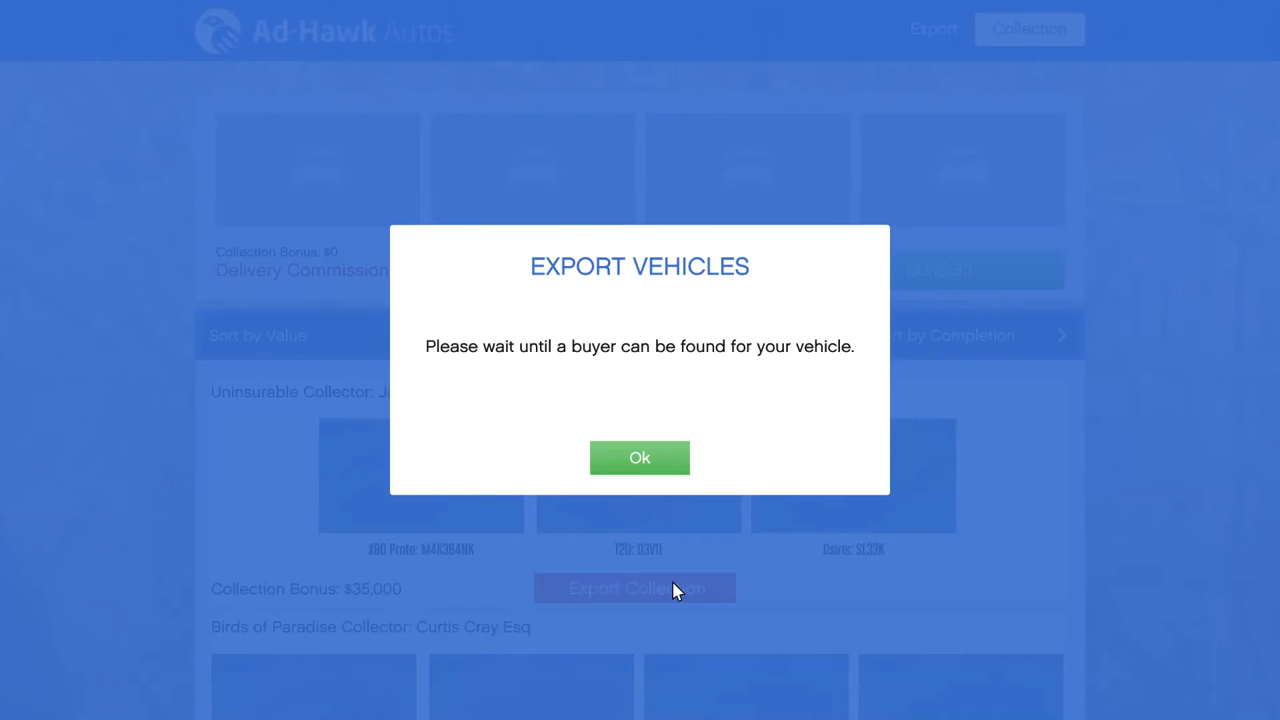 Ad-Hawk Autos
Export
Collection
Collection Bonus: $0
Delivery Commission
EXPORT VEHICLES
Please wait until a buyer can be found for your vehicle.
Ok
Sort by Value
by Completion
Uninsurable Collector:
X80 Proto: M4K3B4NK
T20: D3V1L
Osiris: SL33K
Collection Bonus: $35,000
Export Collection
Birds of Paradise Collector: Curtis Cray Esq